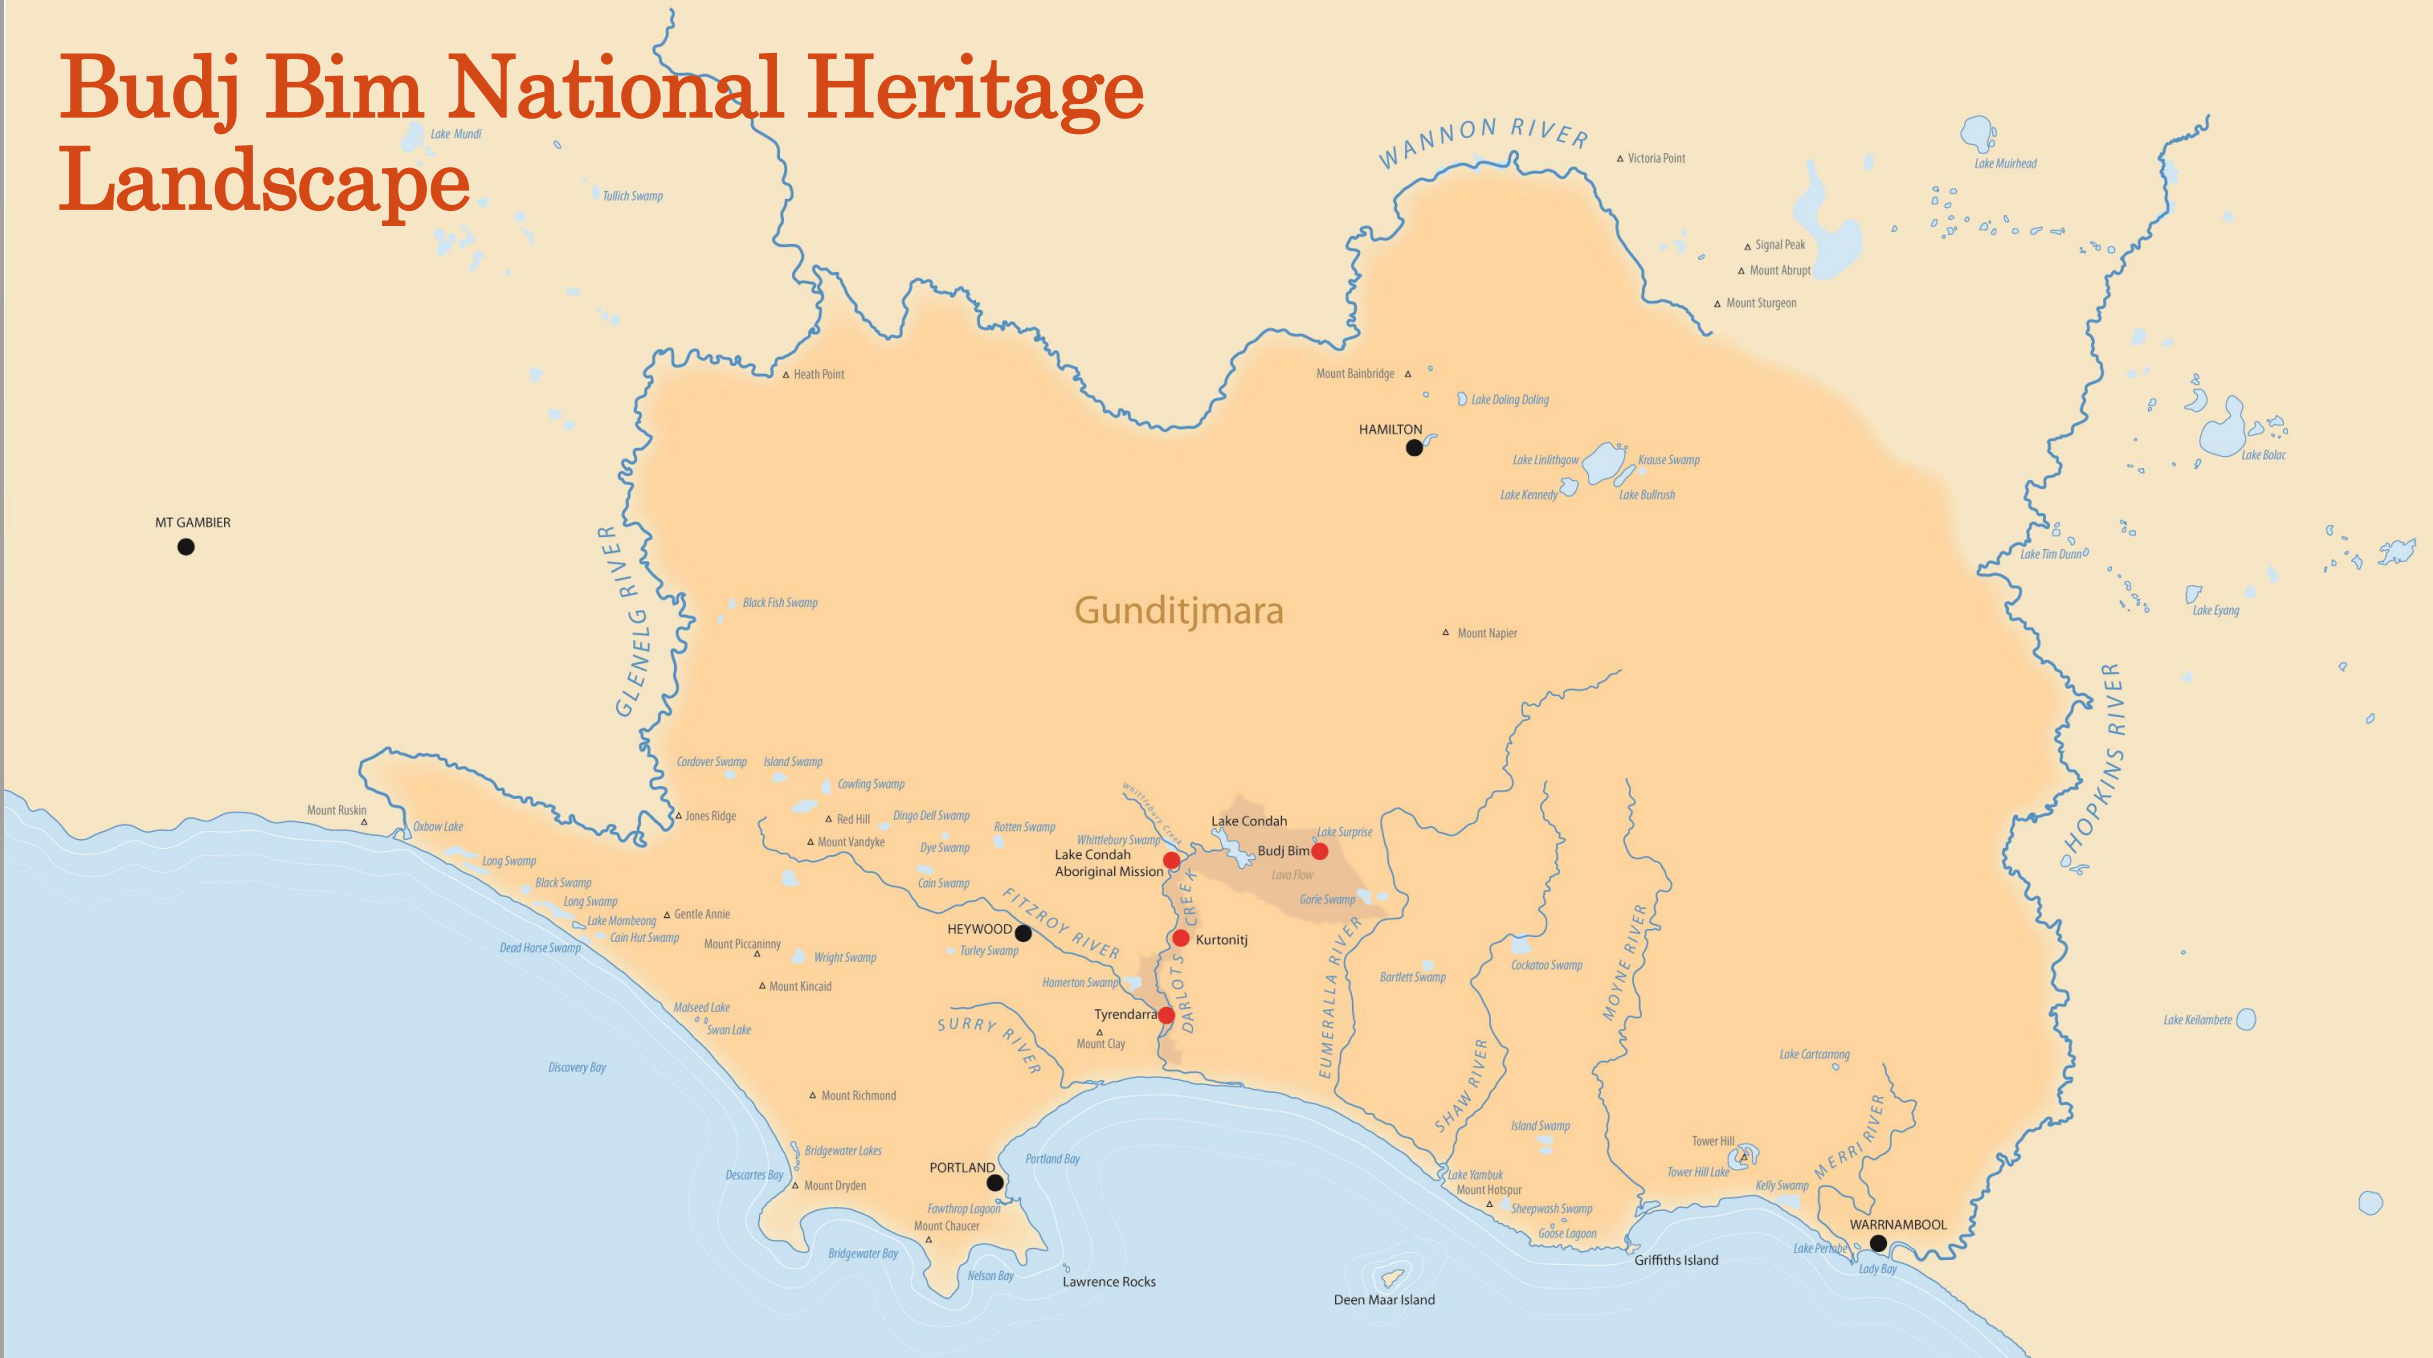 Budj Bim National Heritage
Landscape
Lake Mundi
Tullich Swamp
WANNON RIVER
Victoria Point
Lake Muirhead
Signal Peak
Mount Abrupt
Mount Sturgeon
Heath Point
Mount Bainbridge
Lake Doling Doling
HAMILTON
Lake Linlithgow
Krause Swamp
Lake Kennedy
Lake Bullrush
Lake Bolac
MT GAMBIER
GLENELG RIVER
Lake Tim Dunn
Black Fish Swamp
Gunditjmara
Lake Eyang
Mount Napier
HOPKINS RIVER
Cordover Swamp
Island Swamp
Cowling Swamp
Whittlebury Creek
Mount Ruskin
Oxbow Lake
Jones Ridge
Red Hill
Dingo Dell Swamp
Rotten Swamp
Mount Vandyke
Dye Swamp
Whittlebury Swamp
Lake Condah
Lake Surprise
Lake Condah
Aboriginal Mission
Budj Bim
Lava Flow
Long Swamp
Black Swamp
Cain Swamp
Gorie Swamp
Long Swamp
Lake Mombeong
Gentle Annie
FITZROY RIVER
DARLOTS CREEK
HEYWOOD
Cain Hut Swamp
Dead Horse Swamp
Mount Piccaninny
Wright Swamp
Turley Swamp
Kurtonitj
EUMERALLA RIVER
Bartlett Swamp
Cockatoo Swamp
MOYNE RIVER
Mount Kincaid
Homerton Swamp
Malseed Lake
Swan Lake
SURRY RIVER
Tyrendarra
Mount Clay
Lake Keilambete
Discovery Bay
Lake Cartcarrong
Mount Richmond
SHAW RIVER
Island Swamp
MERRI RIVER
Tower Hill
Tower Hill Lake
Bridgewater Lakes
Portland Bay
Descartes Bay
Mount Dryden
PORTLAND
Lake Yambuk
Mount Hotspur
Kelly Swamp
Fawthrop Lagoon
Sheepwash Swamp
Mount Chaucer
Goose Lagoon
WARRNAMBOOL
Bridgewater Bay
Lake Pertobe
Griffiths Island
Lady Bay
Nelson Bay
Lawrence Rocks
Deen Maar Island